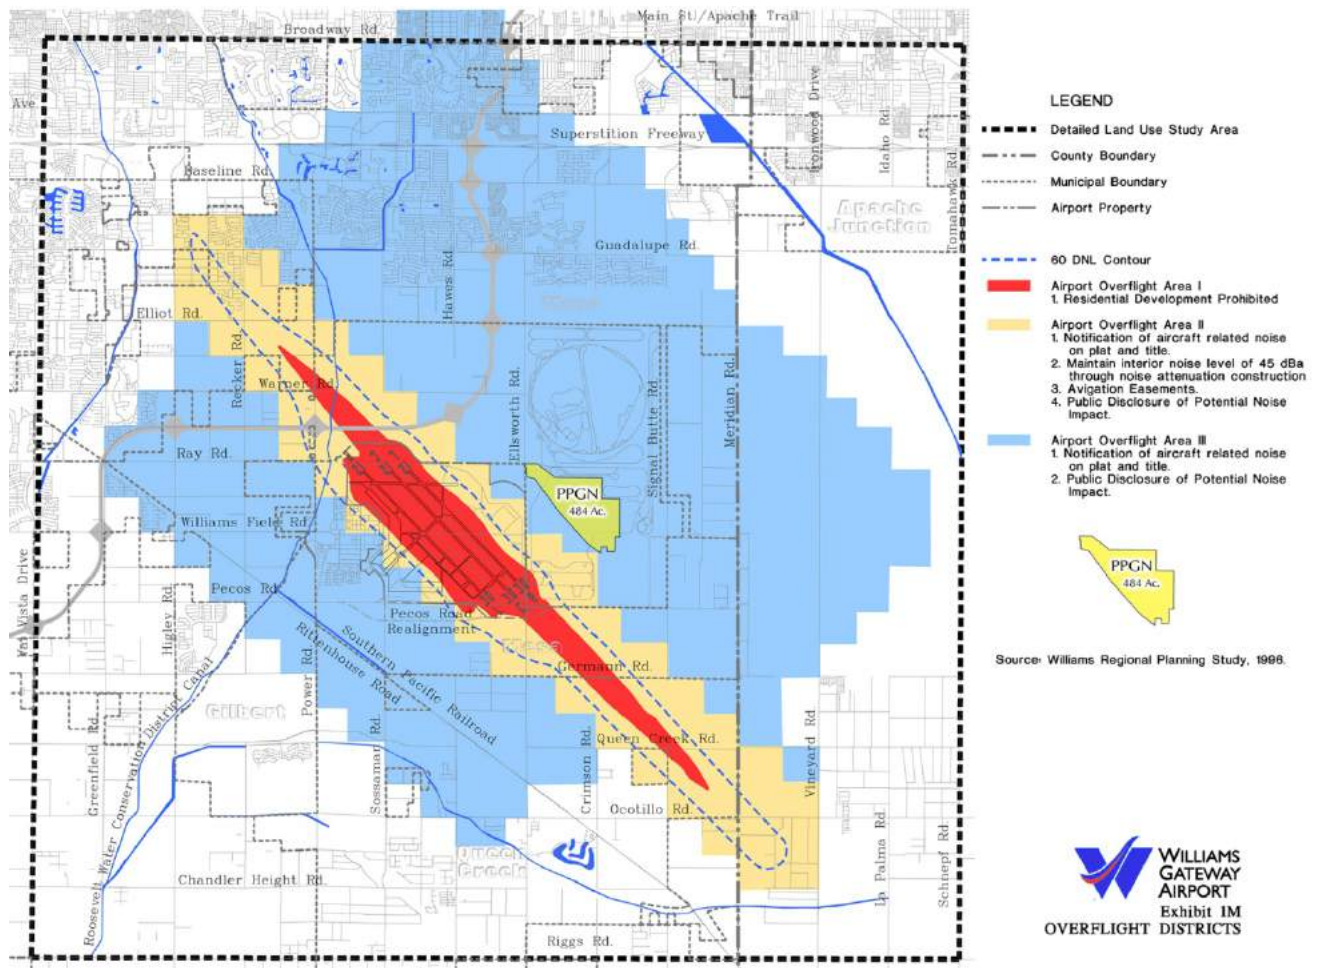 Main St./Apache Trail
Broadway Rd.
Ave.
Superstition Freeway
Ironwood Drive
Idaho Rd.
Tomahawk Rd.
Baseline Rd.
Apache
Junction
Guadalupe Rd.
Hawes Rd.
Elliot Rd.
Recker Rd.
Warner Rd.
Ellsworth Rd.
Signal Butte Rd.
Meridian Rd.
Ray Rd.
PPGN
484 Ac.
Williams Field Rd.
Val Vista Drive
Pecos Rd.
Higley Rd.
Pecos Road
Realignment
Mesa
Southern Pacific Railroad
Rittenhouse Road
Germann Rd.
Power Rd.
Gilbert
Greenfield Rd.
Roosevelt Water Conservation District Canal
Sossaman Rd.
Queen Creek Rd.
Crimson Rd.
Vineyard Rd.
Ocotillo Rd.
Queen
Creek
La Palma Rd.
Schnepf Rd.
Chandler Height Rd.
Riggs Rd.
LEGEND
Detailed Land Use Study Area
County Boundary
Municipal Boundary
Airport Property
60 DNL Contour
Airport Overflight Area I
1. Residential Development Prohibited
Airport Overflight Area II
1. Notification of aircraft related noise
on plat and title.
2. Maintain interior noise level of 45 dBa
through noise attenuation construction
3. Avigation Easements.
4. Public Disclosure of Potential Noise
Impact.
Airport Overflight Area III
1. Notification of aircraft related noise
on plat and title.
2. Public Disclosure of Potential Noise
Impact.
PPGN
484 Ac.
Source: Williams Regional Planning Study, 1996.
WILLIAMS
GATEWAY
AIRPORT
Exhibit 1M
OVERFLIGHT DISTRICTS